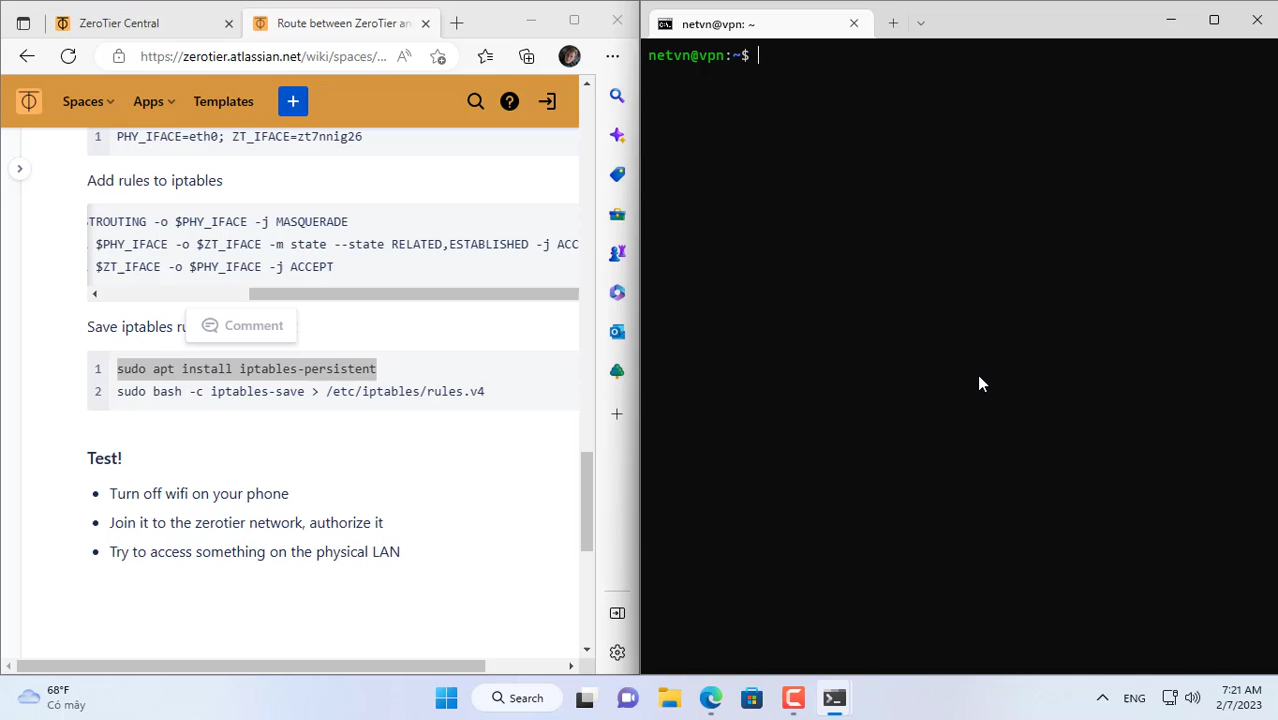 ZeroTier Central
Route between ZeroTier an
netvn@vpn: ~
https://zerotier.atlassian.net/wiki/spaces/...
netvn@vpn:~$
Spaces
Apps
Templates
1 PHY_IFACE=eth0; ZT_IFACE=zt7nnig26
Add rules to iptables
STROUTING -o $PHY_IFACE -j MASQUERADE
$PHY_IFACE -o $ZT_IFACE -m state --state RELATED,ESTABLISHED -j ACC
$ZT_IFACE -o $PHY_IFACE -j ACCEPT
Save iptables ru
Comment
1 sudo apt install iptables-persistent
2 sudo bash -c iptables-save > /etc/iptables/rules.v4
Test!
• Turn off wifi on your phone
• Join it to the zerotier network, authorize it
• Try to access something on the physical LAN
68°F
Có mây
Search
ENG
7:21 AM
2/7/2023